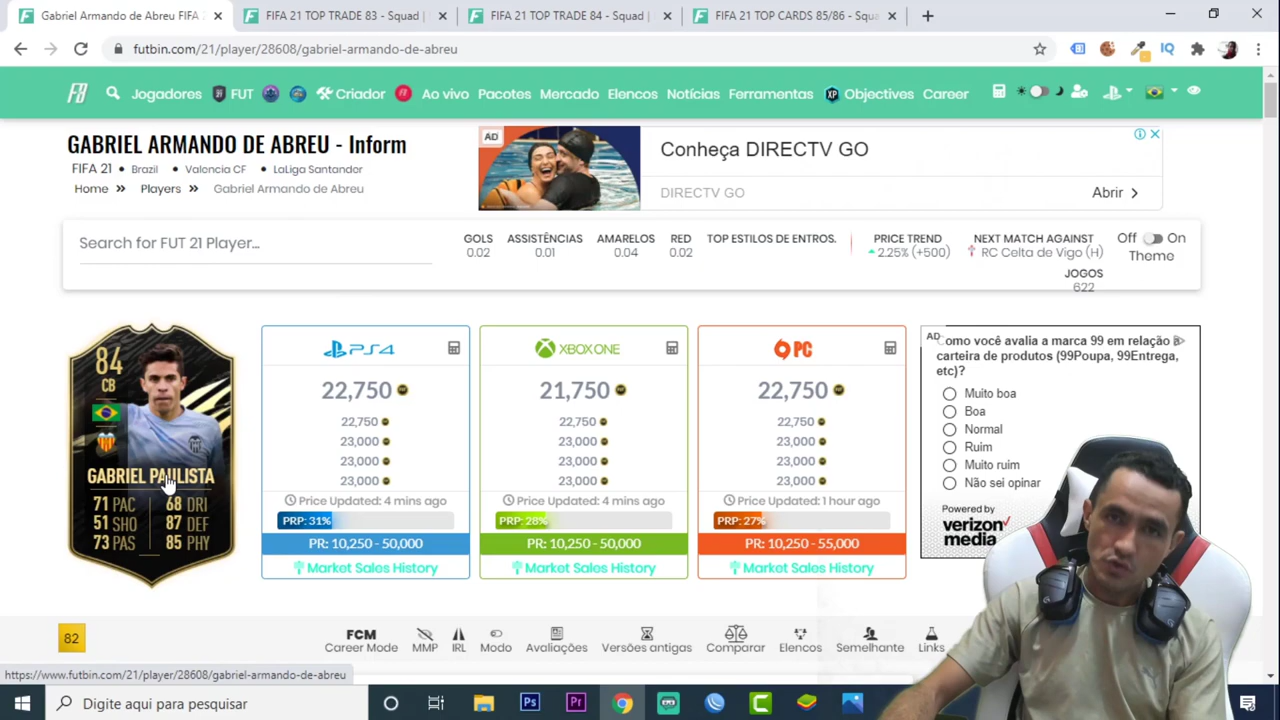 Gabriel Armando de Abreu FIFA
FIFA 21 TOP TRADE 83 - Squad
FIFA 21 TOP TRADE 84 - Squad
FIFA 21 TOP CARDS 85/86 - Squa
futbin.com/21/player/28608/gabriel-armando-de-abreu
IQ
Jogadores FUT Criador Ao vivo Pacotes Mercado Elencos Notícias Ferramentas XP Objectives Career
GABRIEL ARMANDO DE ABREU - Inform
FIFA 21 • Brazil • Valencia CF • LaLiga Santander
Home » Players » Gabriel Armando de Abreu
AD
Conheça DIRECTV GO
DIRECTV GO
Abrir
Search for FUT 21 Player...
GOLS
0.02
ASSISTÊNCIAS
0.01
AMARELOS
0.04
RED
0.02
TOP ESTILOS DE ENTROS.
PRICE TREND
2.25% (+500)
NEXT MATCH AGAINST
RC Celta de Vigo (H)
JOGOS
622
Off On
Theme
84
CB
GABRIEL PAULISTA
71 PAC 68 DRI
51 SHO 87 DEF
73 PAS 85 PHY
PS4
22,750
22,750
23,000
23,000
23,000
Price Updated: 4 mins ago
PRP: 31%
PR: 10,250 - 50,000
Market Sales History
XBOX ONE
21,750
22,750
23,000
23,000
23,000
Price Updated: 4 mins ago
PRP: 28%
PR: 10,250 - 50,000
Market Sales History
PC
22,750
22,750
23,000
23,000
23,000
Price Updated: 1 hour ago
PRP: 27%
PR: 10,250 - 55,000
Market Sales History
AD
omo você avalia a marca 99 em relação à
carteira de produtos (99Poupa, 99Entrega,
etc)?
Muito boa
Boa
Normal
Ruim
Muito ruim
Não sei opinar
Powered by
verizon
media
82
FCM
Career Mode
MMP
IRL
Modo
Avaliações
Versões antigas
Comparar
Elencos
Semelhante
Links
https://www.futbin.com/21/player/28608/gabriel-armando-de-abreu
Digite aqui para pesquisar
Ps
Pr